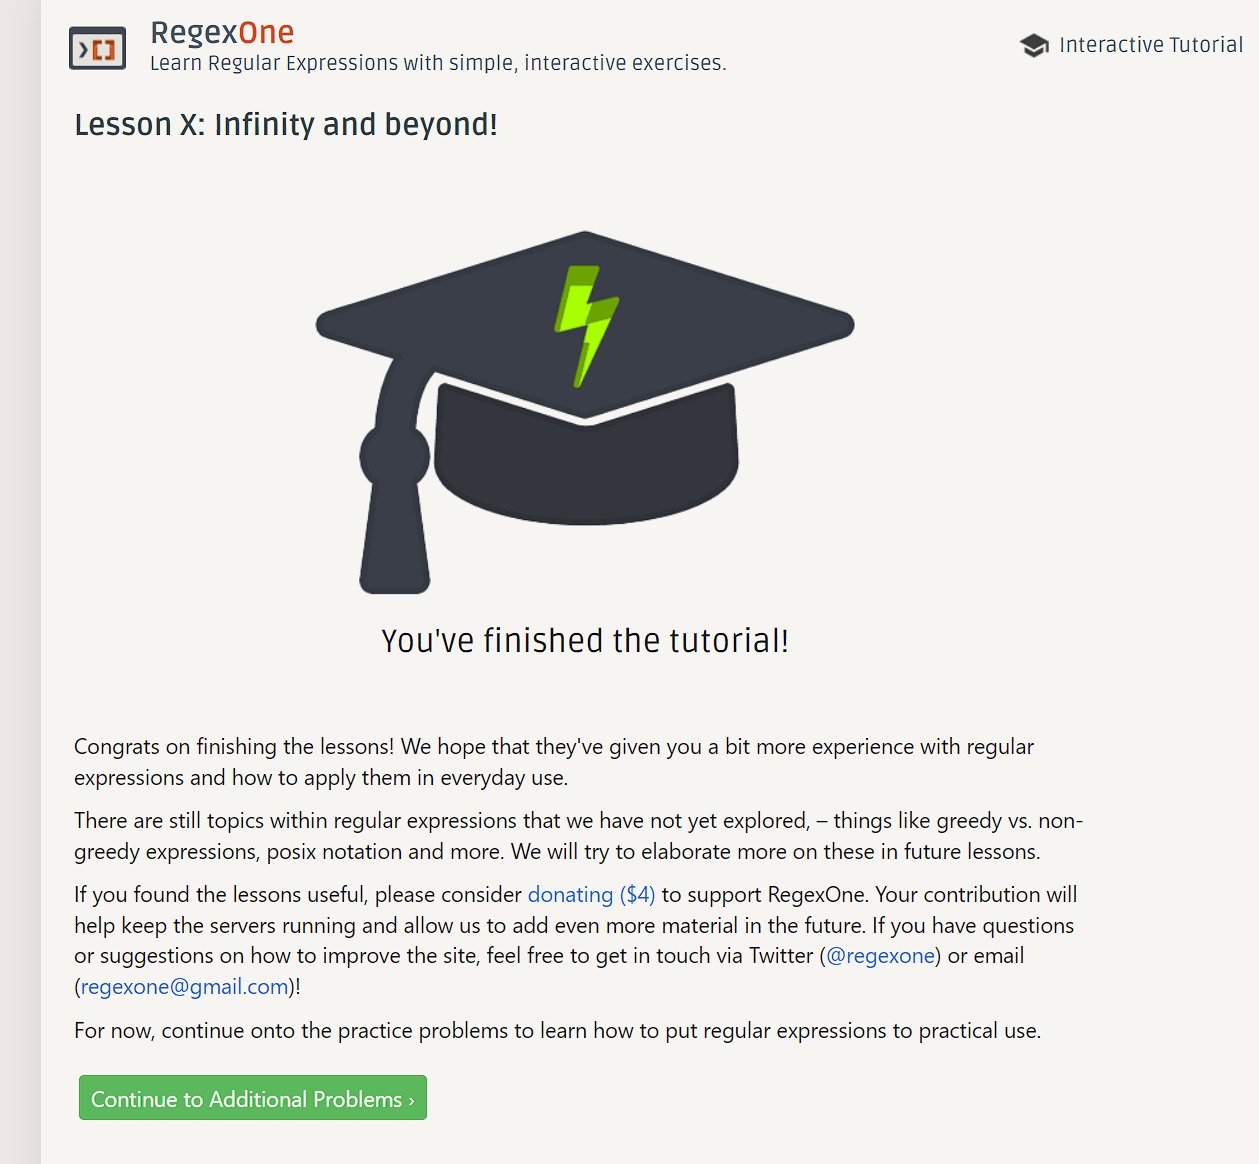 RegexOne
Learn Regular Expressions with simple, interactive exercises.
Interactive Tutorial
Lesson X: Infinity and beyond!
You've finished the tutorial!
Congrats on finishing the lessons! We hope that they've given you a bit more experience with regular
expressions and how to apply them in everyday use.
There are still topics within regular expressions that we have not yet explored, – things like greedy vs. non-
greedy expressions, posix notation and more. We will try to elaborate more on these in future lessons.
If you found the lessons useful, please consider donating ($4) to support RegexOne. Your contribution will
help keep the servers running and allow us to add even more material in the future. If you have questions
or suggestions on how to improve the site, feel free to get in touch via Twitter (@regexone) or email
(regexone@gmail.com)!
For now, continue onto the practice problems to learn how to put regular expressions to practical use.
Continue to Additional Problems ›